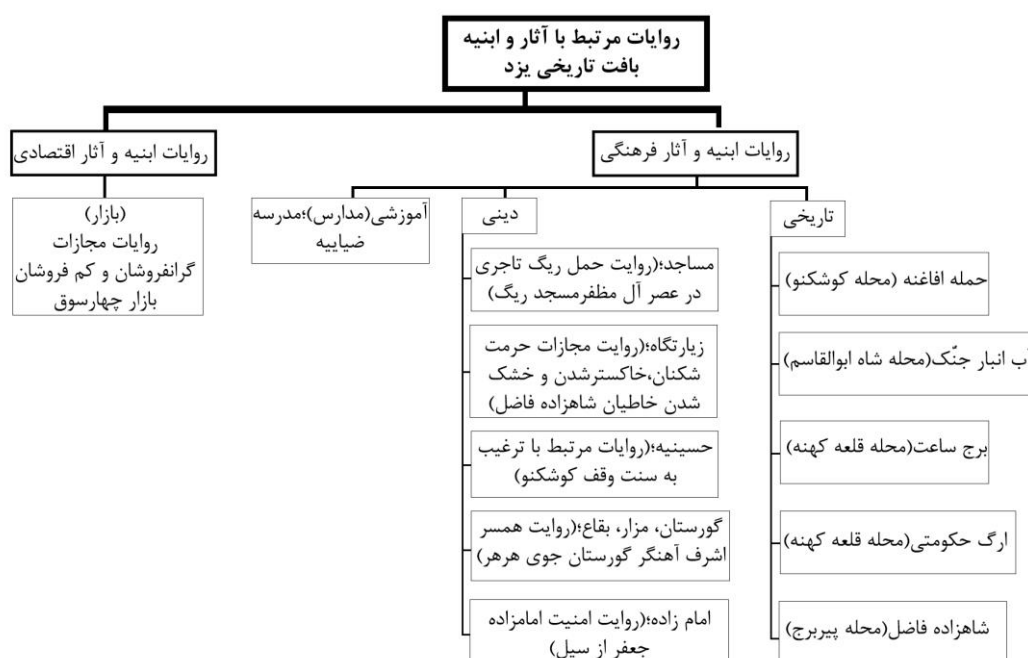 روایات مرتبط با آثار و ابنیه
بافت تاریخی یزد
روایات ابنیه و آثار فرهنگی
روایات ابنیه و آثار اقتصادی
تاریخی
حمله افاغنه (محله کوشکنو)
ب انبار جنّک(محله شاه ابوالقاسم)
برج ساعت(محله قلعه کهنه)
ارگ حکومتی(محله قلعه کهنه)
شاهزاده فاضل(محله پیربرج)
دینی
مساجد؛(روایت حمل ریگ تاجری
در عصر آل مظفرمسجد ریگ)
زیارتگاه؛(روایت مجازات حرمت
شکنان،خاکسترشدن و خشک
شدن خاطیان شاهزاده فاضل)
حسینیه؛(روایات مرتبط با ترغیب
به سنت وقف کوشکنو)
گورستان، مزار، بقاع؛(روایت همسر
اشرف آهنگر گورستان جوی هرهر)
امام زاده؛(روایت امنیت امامزاده
جعفر از سیل)
آموزشی(مدارس)؛مدرسه
ضیاییه
(بازار)
روایات مجازات
گرانفروشان و کم فروشان
بازار چهارسوق